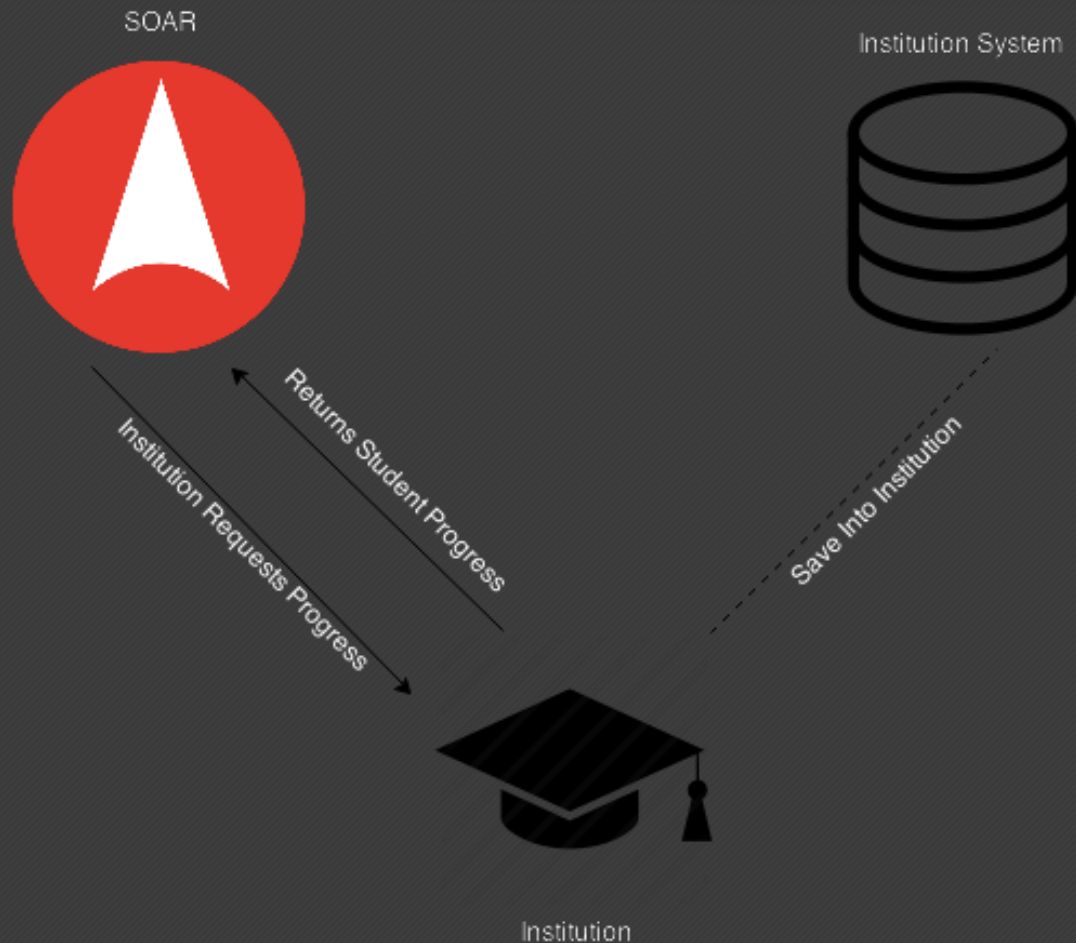 SOAR
Institution System
Returns Student Progress
Institution Requests Progress
Save Into Institution
Institution